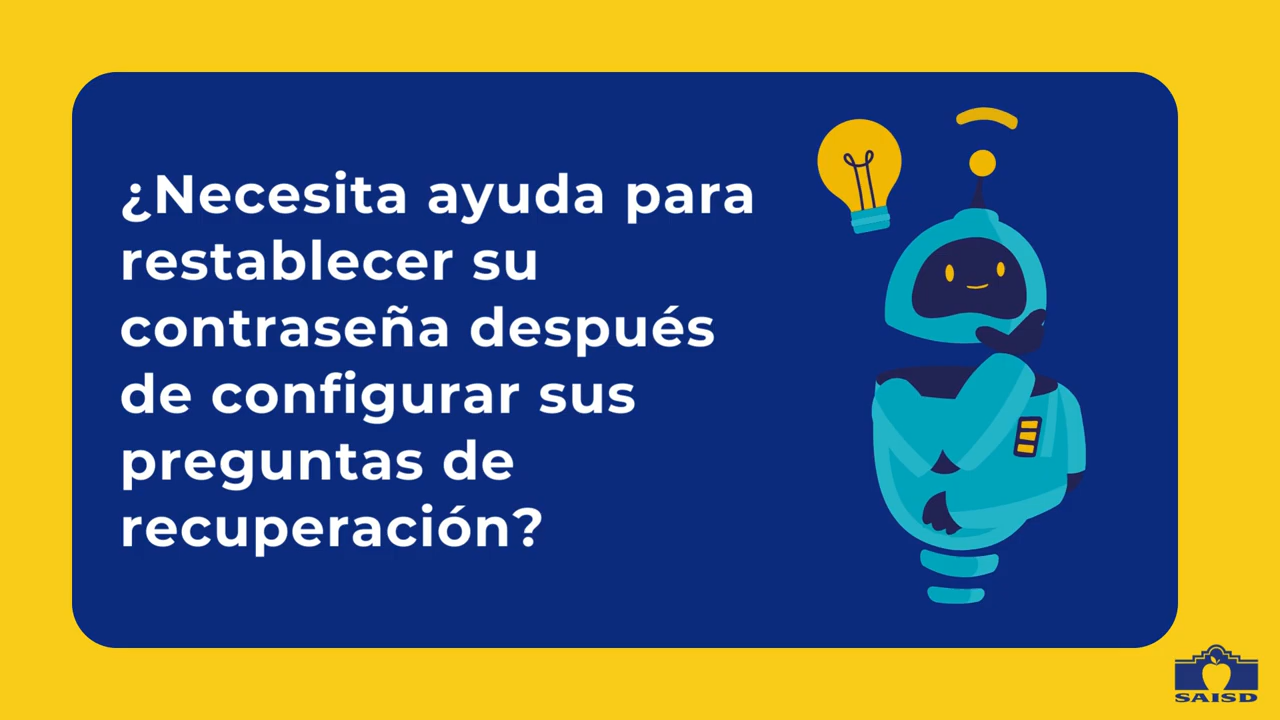 ¿Necesita ayuda para
restablecer su
contraseña después
de configurar sus
preguntas de
recuperación?
SAISD